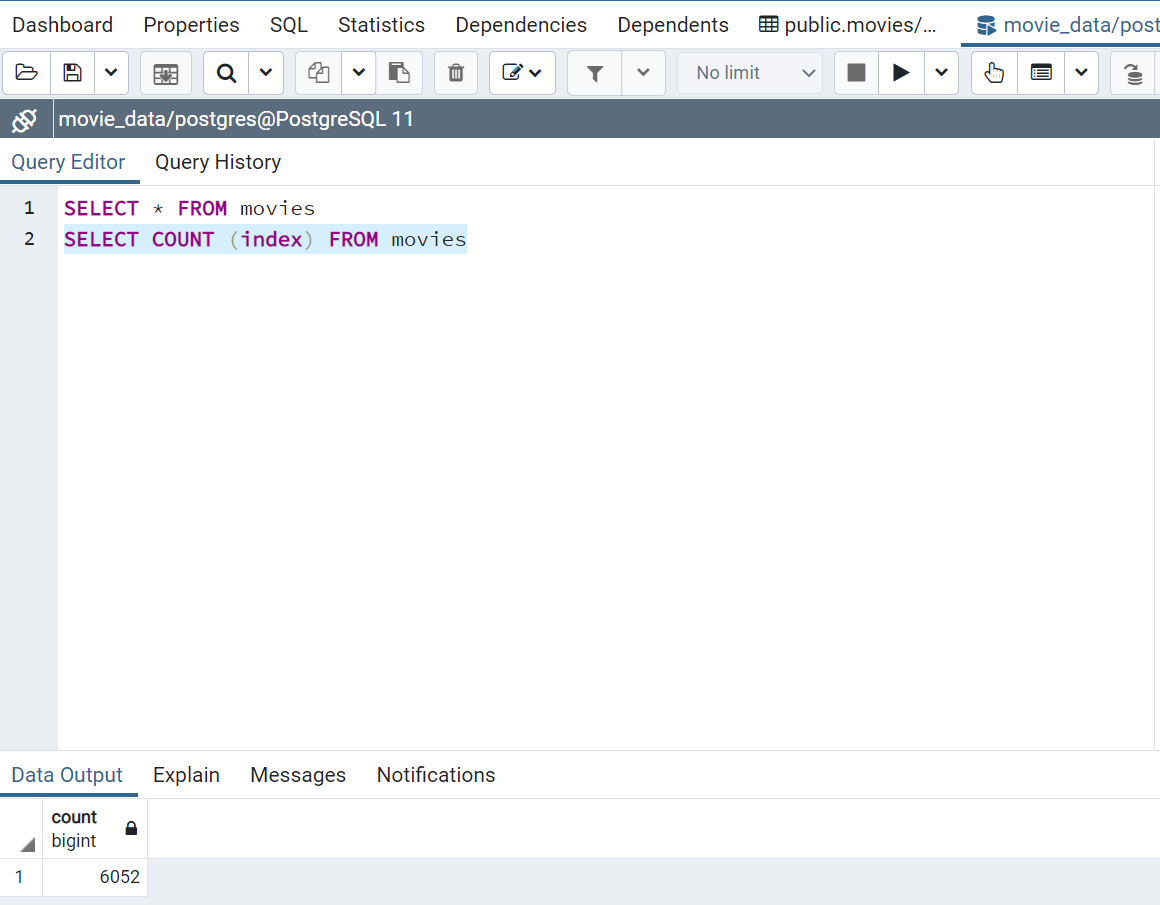 Dashboard Properties SQL Statistics Dependencies Dependents public.movies/... movie_data/post
No limit
movie_data/postgres@PostgreSQL 11
Query Editor Query History
1 SELECT * FROM movies
2 SELECT COUNT (index) FROM movies
Data Output Explain Messages Notifications
count
bigint
1 6052